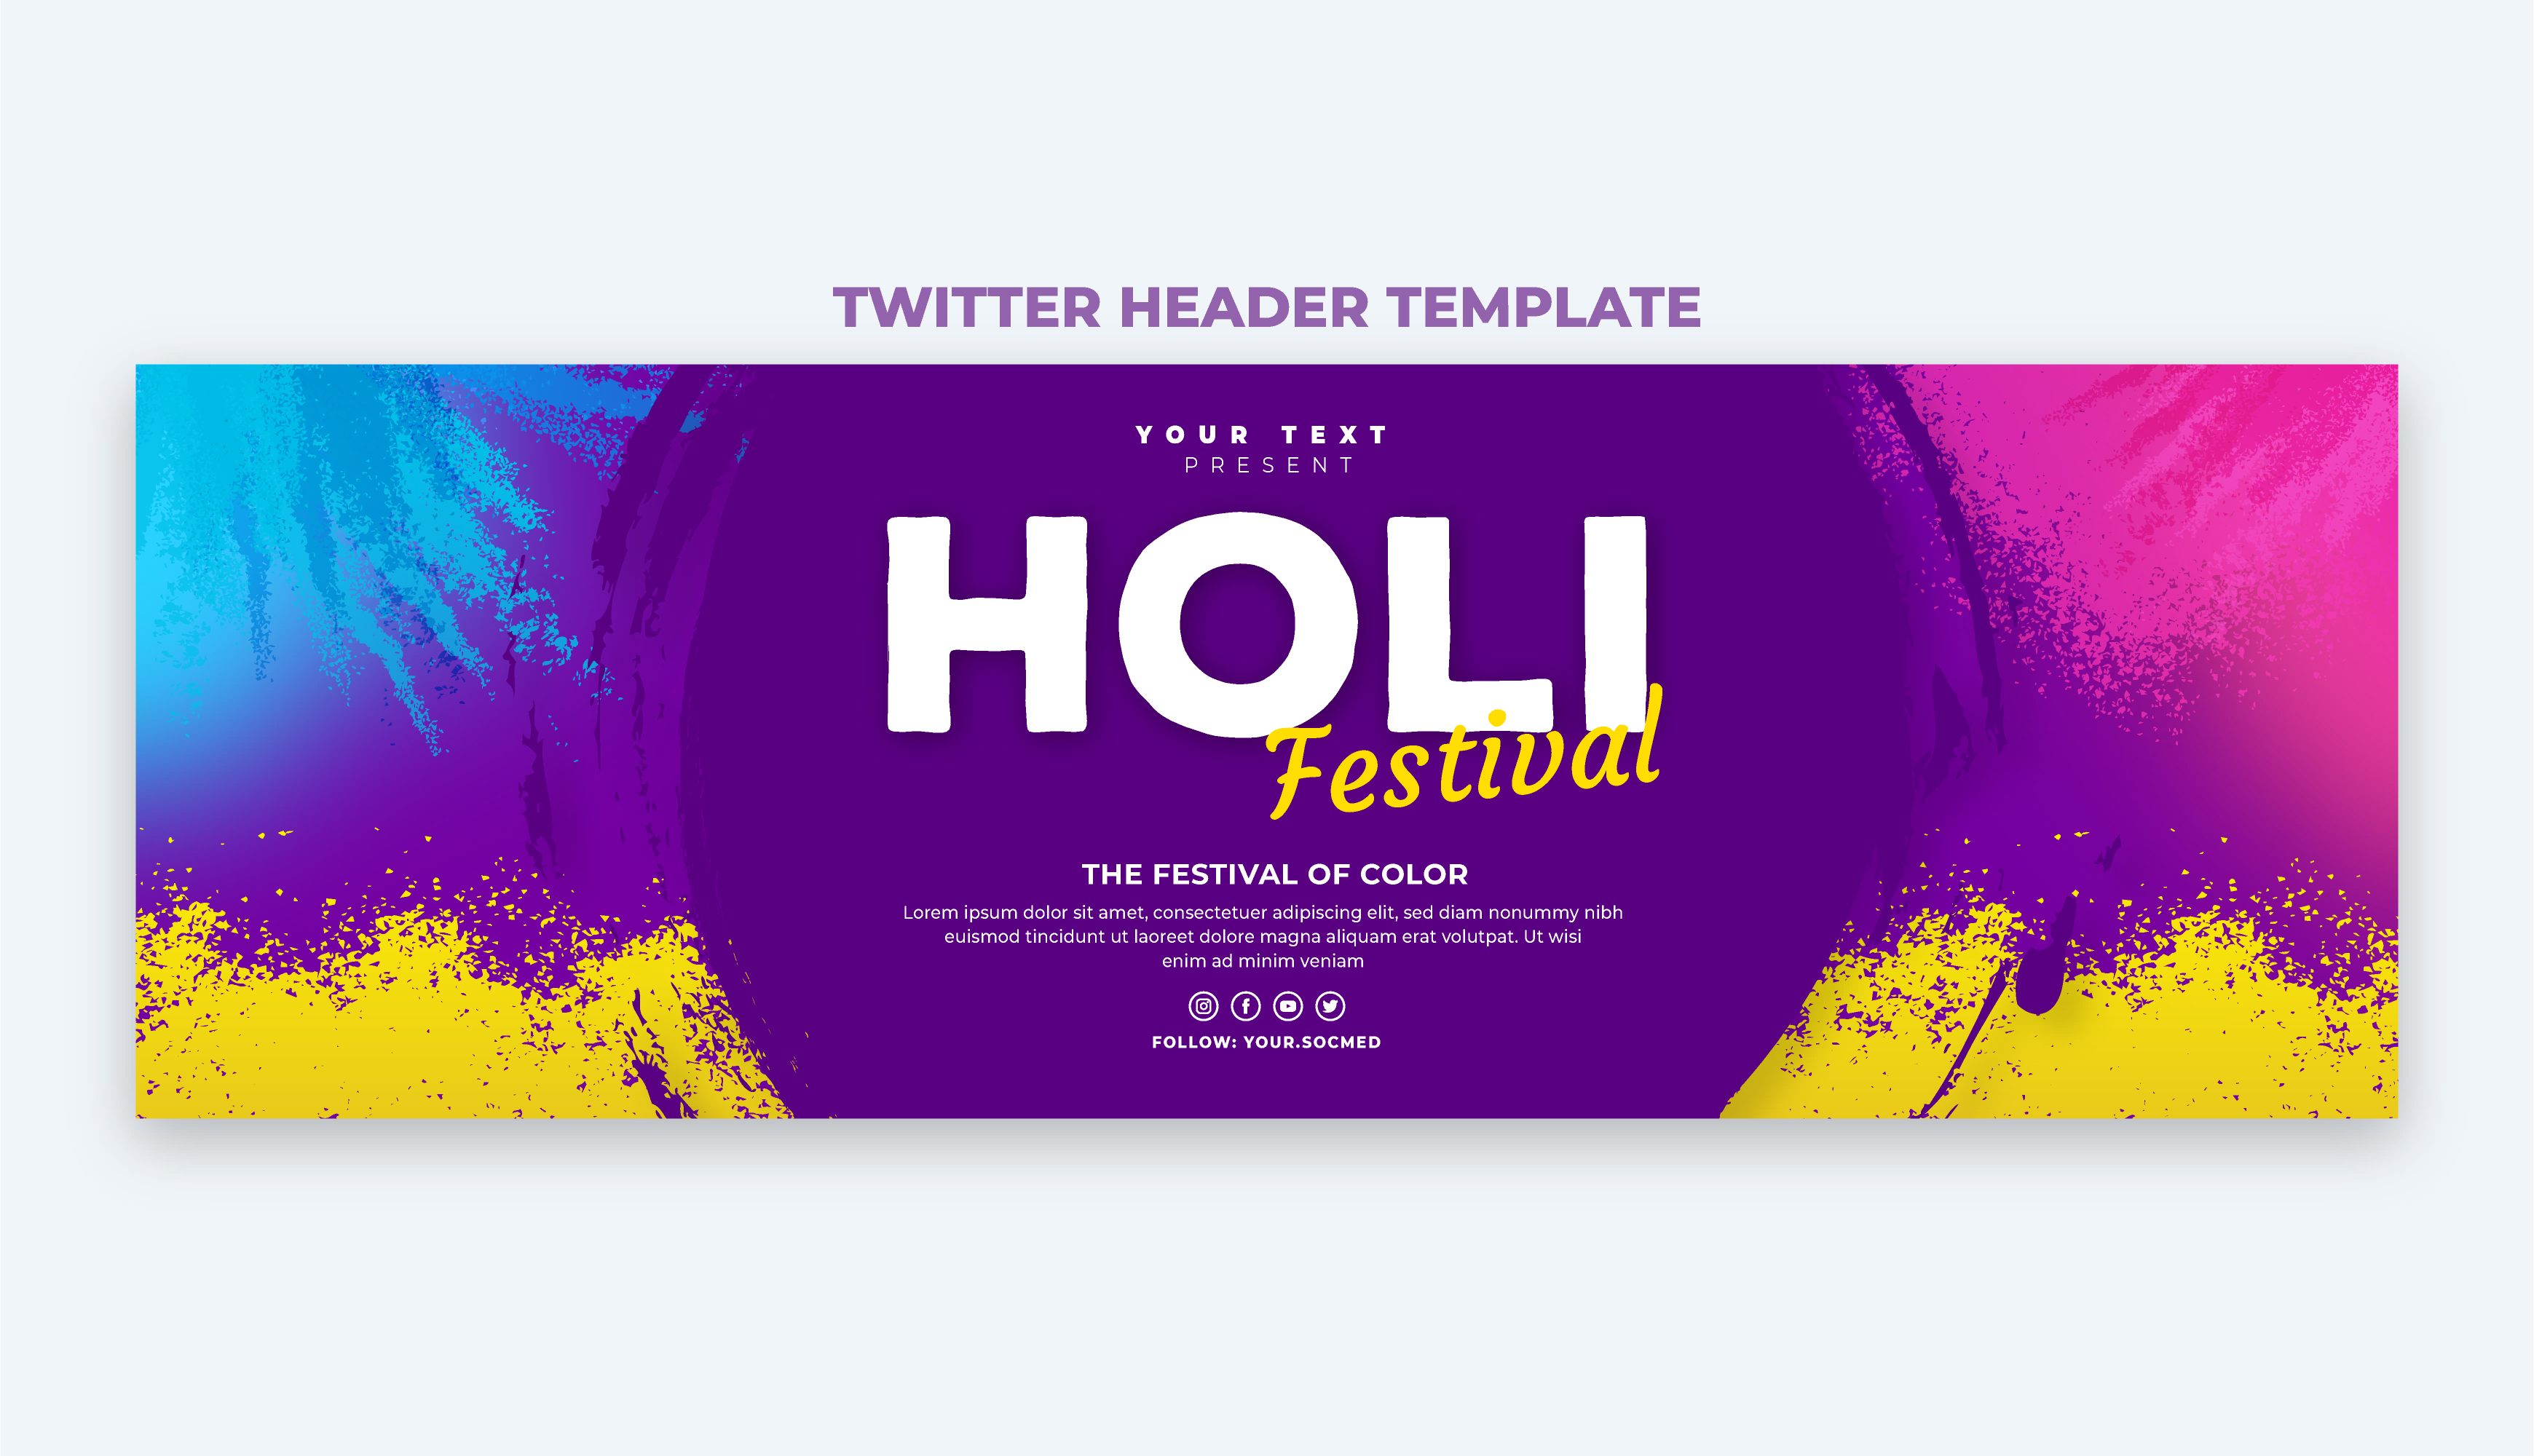 TWITTER HEADER TEMPLATE
YOUR TEXT
PRESENT
HOLI
Festival
THE FESTIVAL OF COLOR
Lorem ipsum dolor sit amet, consectetuer adipiscing elit, sed diam nonummy nibh
euismod tincidunt ut laoreet dolore magna aliquam erat volutpat. Ut wisi
enim ad minim veniam
FOLLOW: YOUR.SOCMED